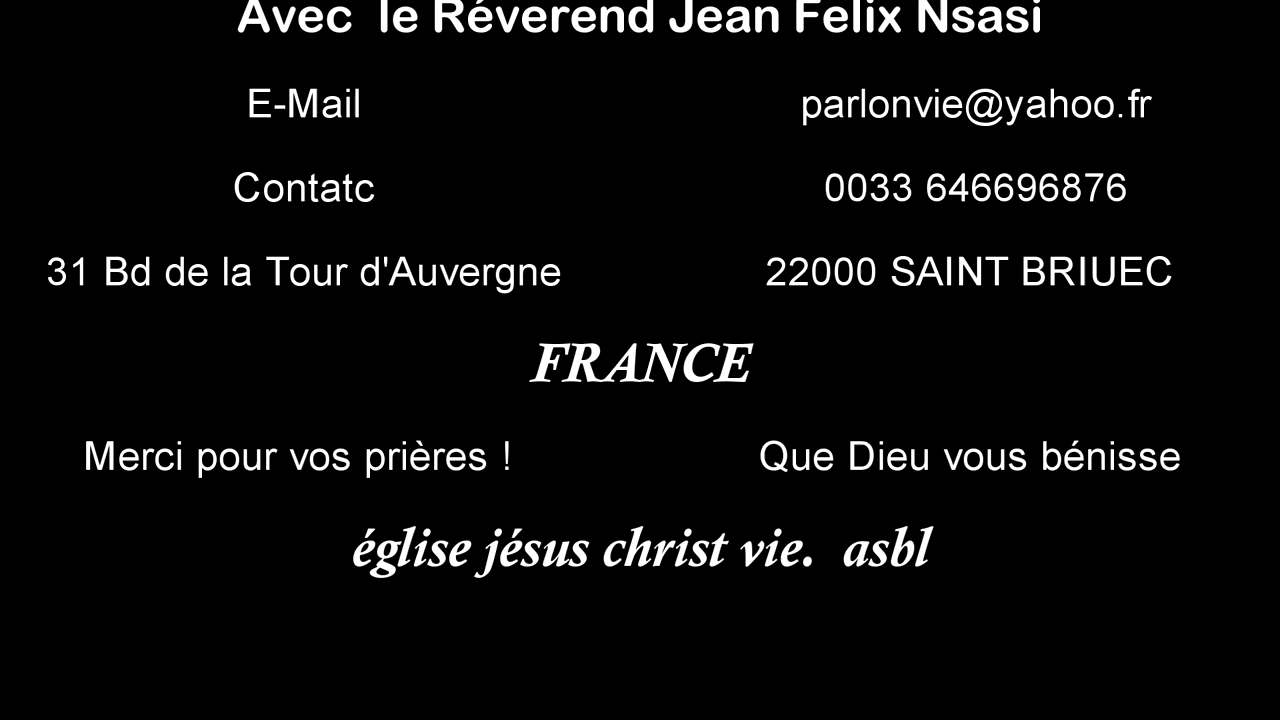 Avec le Réverend Jean Felix Nsasi
E-Mail parlonvie@yahoo.fr
Contatc 0033 646696876
31 Bd de la Tour d'Auvergne 22000 SAINT BRIUEC
FRANCE
Merci pour vos prières ! Que Dieu vous bénisse
église jésus christ vie. asbl